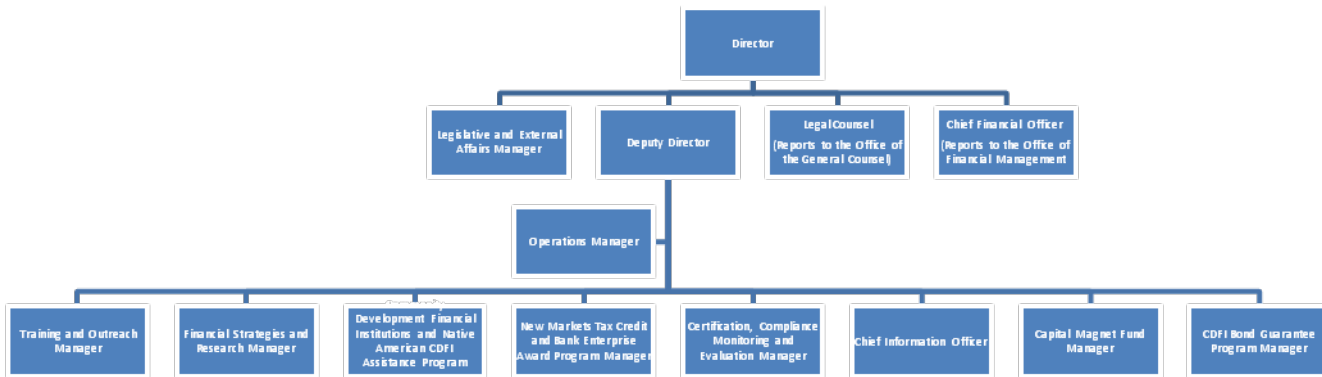 Director
Legislative and External
Affairs Manager
Deputy Director
Legal Counsel
(Reports to the Office of
the General Counsel)
Chief Financial Officer
(Reports to the Office of
Financial Management
Operations Manager
Training and Outreach
Manager
Financial Strategies and
Research Manager
Development Financial
Institutions and Native
American CDFI
Assistance Program
New Markets Tax Credit
and Bank Enterprise
Award Program Manager
Certification, Compliance
Monitoring and
Evaluation Manager
Chief Information Officer
Capital Magnet Fund
Manager
CDFI Bond Guarantee
Program Manager